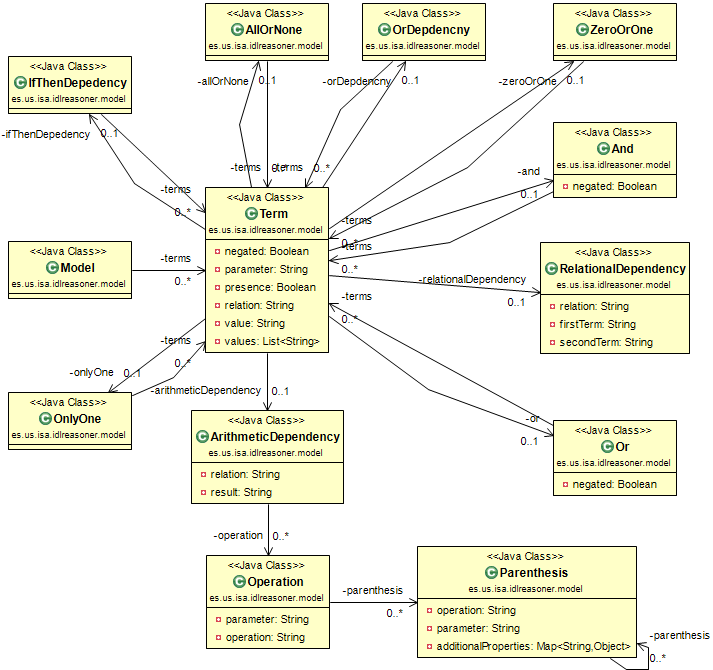 <<Java Class>>
AllOrNone
es.us.isa.idlreasoner.model
<<Java Class>>
OrDepdencny
es.us.isa.idlreasoner.model
<<Java Class>>
ZeroOrOne
es.us.isa.idlreasoner.model
<<Java Class>>
IfThenDepedency
es.us.isa.idlreasoner.model
-allOrNone 0..1
-orDepdencny 0..1
-zeroOrOne 0..1
-ifThenDepedency 0..1
<<Java Class>>
And
es.us.isa.idlreasoner.model
negated: Boolean
-terms 0..*
-terms 0..*
-terms 0..*
-and 0..1
<<Java Class>>
Term
es.us.isa.idlreasoner.model
negated: Boolean
parameter: String
presence: Boolean
relation: String
value: String
values: List<String>
-terms
0..*
-terms
0..*
<<Java Class>>
Model
es.us.isa.idlreasoner.model
-terms
0..*
-relationalDependency
0..1
<<Java Class>>
RelationalDependency
es.us.isa.idlreasoner.model
relation: String
firstTerm: String
secondTerm: String
-terms
0..*
-terms
0..*
-onlyOne 0..1
<<Java Class>>
OnlyOne
es.us.isa.idlreasoner.model
-arithmeticDependency 0..1
-or
0..1
<<Java Class>>
ArithmeticDependency
es.us.isa.idlreasoner.model
relation: String
result: String
<<Java Class>>
Or
es.us.isa.idlreasoner.model
negated: Boolean
-operation 0..*
<<Java Class>>
Operation
es.us.isa.idlreasoner.model
parameter: String
operation: String
-parenthesis
0..*
<<Java Class>>
Parenthesis
es.us.isa.idlreasoner.model
operation: String
parameter: String
additionalProperties: Map<String,Object>
-parenthesis
0..*